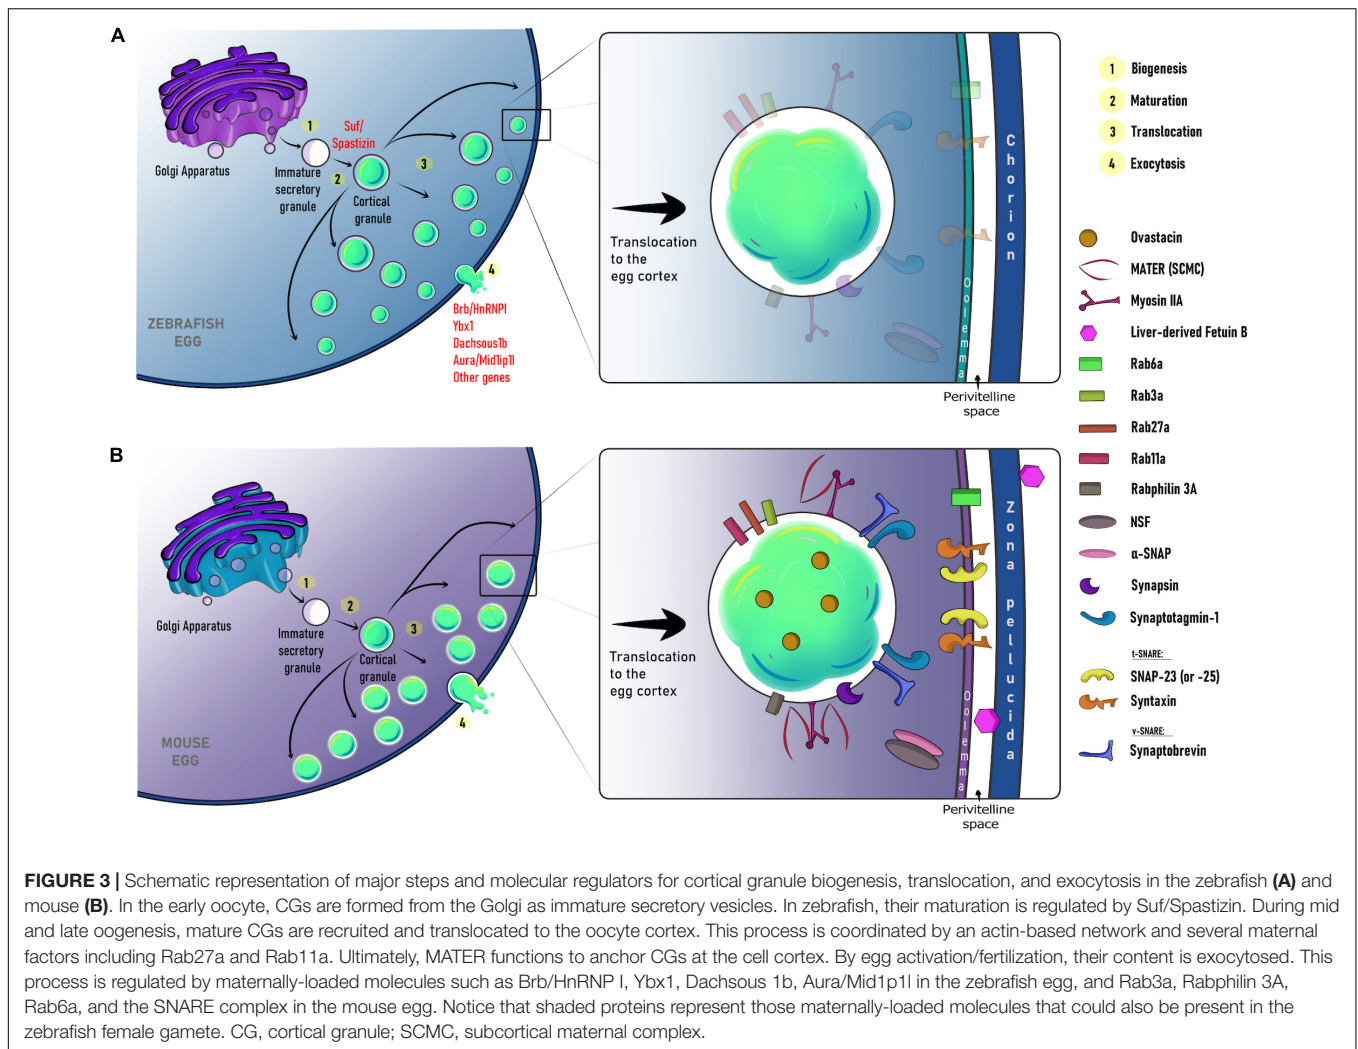 A
Golgi Apparatus
1
Immature
secretory
granule
2
Suf/
Spastizin
Cortical
granule
3
4
Brb/HnRNPI
Ybx1
Dachsous1b
Aura/Mid1ip1l
Other genes
ZEBRAFISH
EGG
Translocation
to the
egg cortex
Oolemma
Chorion
Perivitelline
space
1 Biogenesis
2 Maturation
3 Translocation
4 Exocytosis
Ovastacin
MATER (SCMC)
Myosin IIA
Liver-derived Fetuin B
Rab6a
Rab3a
Rab27a
Rab11a
Rabphilin 3A
NSF
α-SNAP
Synapsin
Synaptotagmin-1
t-SNARE:
SNAP-23 (or -25)
Syntaxin
v-SNARE:
Synaptobrevin
B
Golgi Apparatus
1
Immature
secretory
granule
2
Cortical
granule
3
4
MOUSE
EGG
Translocation
to the
egg cortex
Oolemma
Zona pellucida
Perivitelline
space
FIGURE 3 | Schematic representation of major steps and molecular regulators for cortical granule biogenesis, translocation, and exocytosis in the zebrafish (A) and
mouse (B). In the early oocyte, CGs are formed from the Golgi as immature secretory vesicles. In zebrafish, their maturation is regulated by Suf/Spastizin. During mid
and late oogenesis, mature CGs are recruited and translocated to the oocyte cortex. This process is coordinated by an actin-based network and several maternal
factors including Rab27a and Rab11a. Ultimately, MATER functions to anchor CGs at the cell cortex. By egg activation/fertilization, their content is exocytosed. This
process is regulated by maternally-loaded molecules such as Brb/HnRNP I, Ybx1, Dachsous 1b, Aura/Mid1p1l in the zebrafish egg, and Rab3a, Rabphilin 3A,
Rab6a, and the SNARE complex in the mouse egg. Notice that shaded proteins represent those maternally-loaded molecules that could also be present in the
zebrafish female gamete. CG, cortical granule; SCMC, subcortical maternal complex.